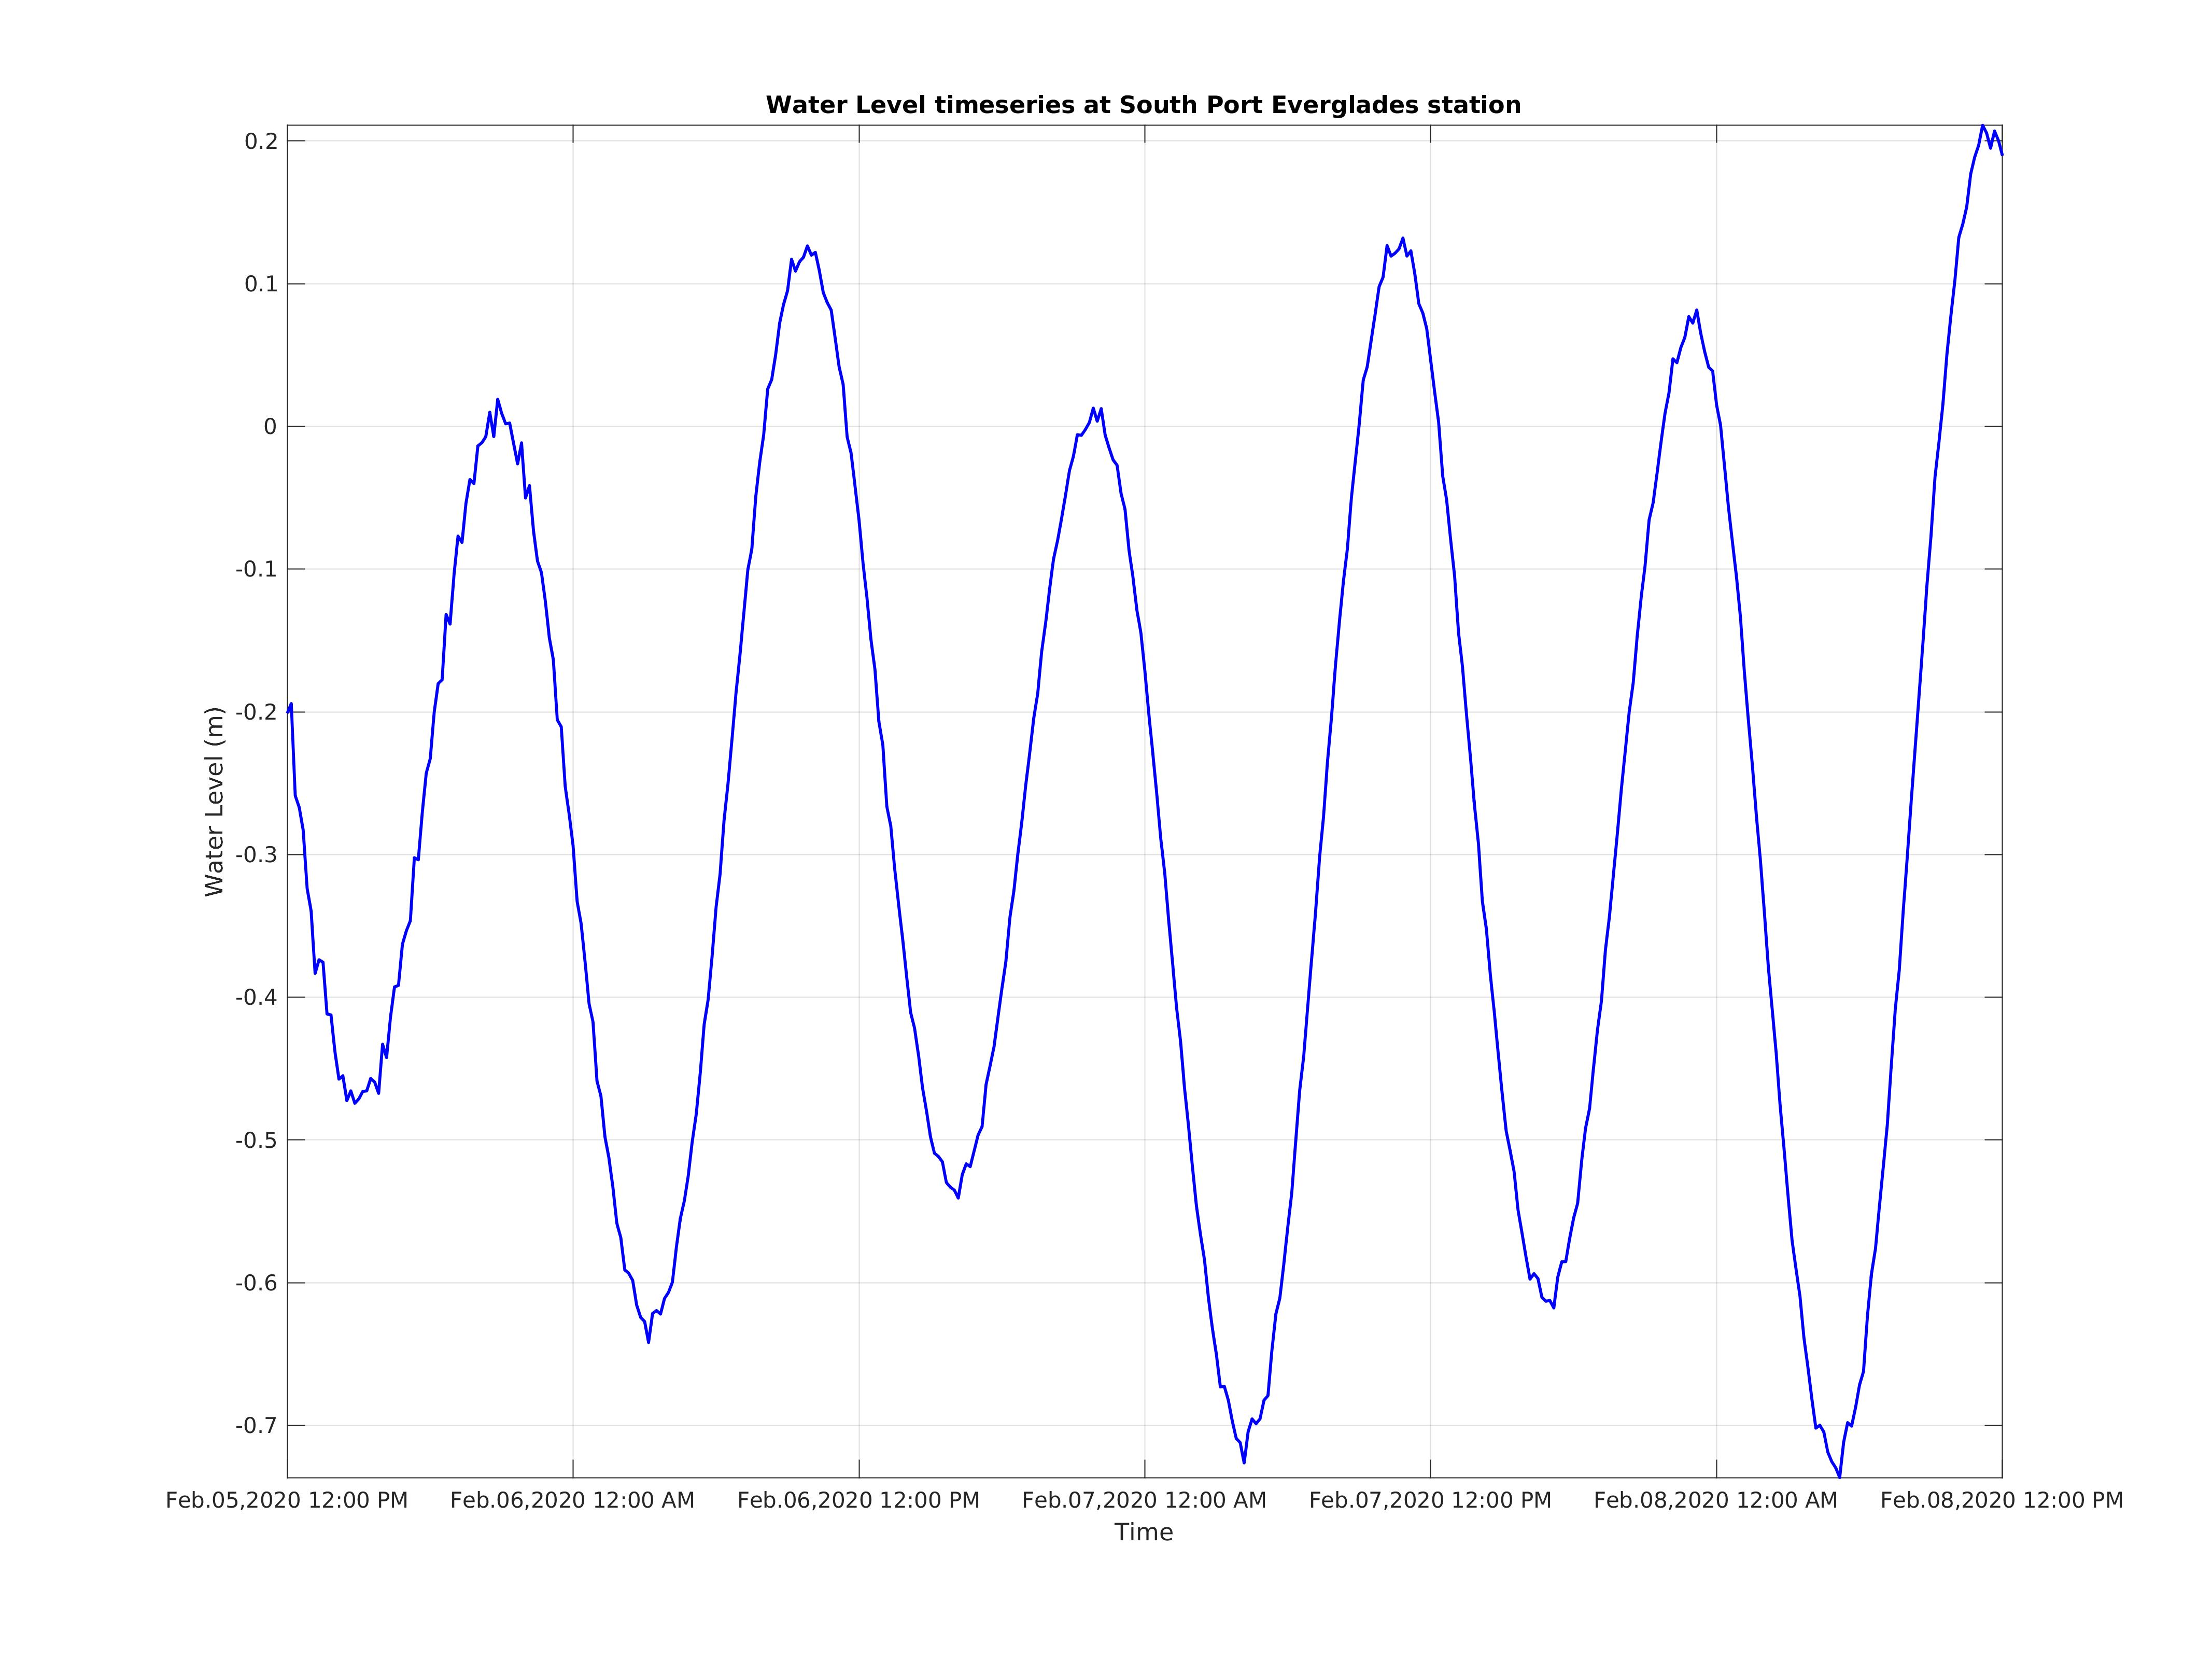 Water Level timeseries at South Port Everglades station
0.2
0.1
0
-0.1
-0.2
-0.3
-0.4
-0.5
-0.6
-0.7
Water Level (m)
Feb.05,2020 12:00 PM
Feb.06,2020 12:00 AM
Feb.06,2020 12:00 PM
Feb.07,2020 12:00 AM
Feb.07,2020 12:00 PM
Feb.08,2020 12:00 AM
Feb.08,2020 12:00 PM
Time